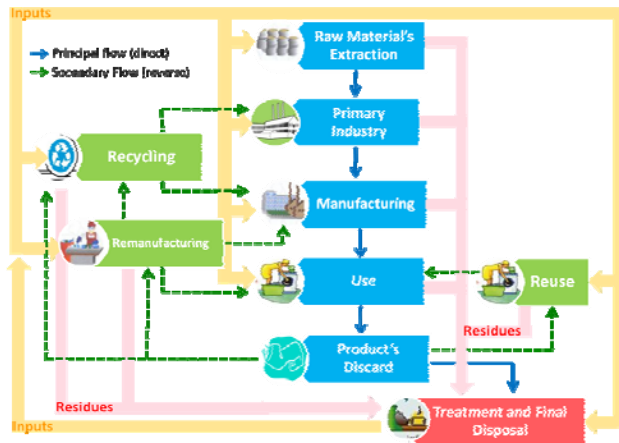 Inputs
Raw Material's
Extraction
Principal flow (direct)
Secondary Flow (reverse)
Primary
Industry
Recycling
Manufacturing
Remanufacturing
Use
Reuse
Residues
Product's
Discard
Residues
Treatment and Final
Disposal
Inputs